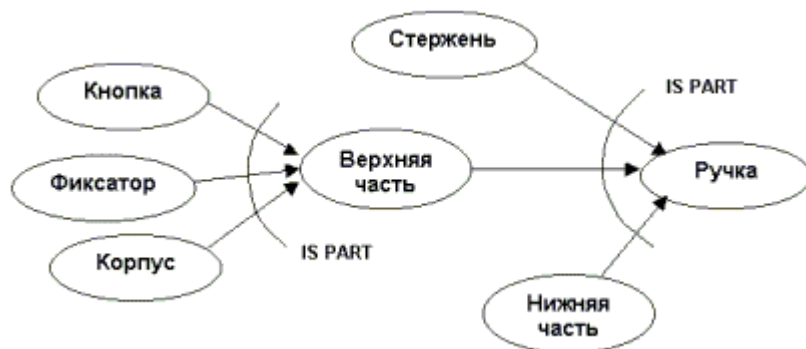 Стержень
Кнопка
IS PART
Верхняя
часть
Фиксатор
Ручка
Корпус
IS PART
Нижняя
часть